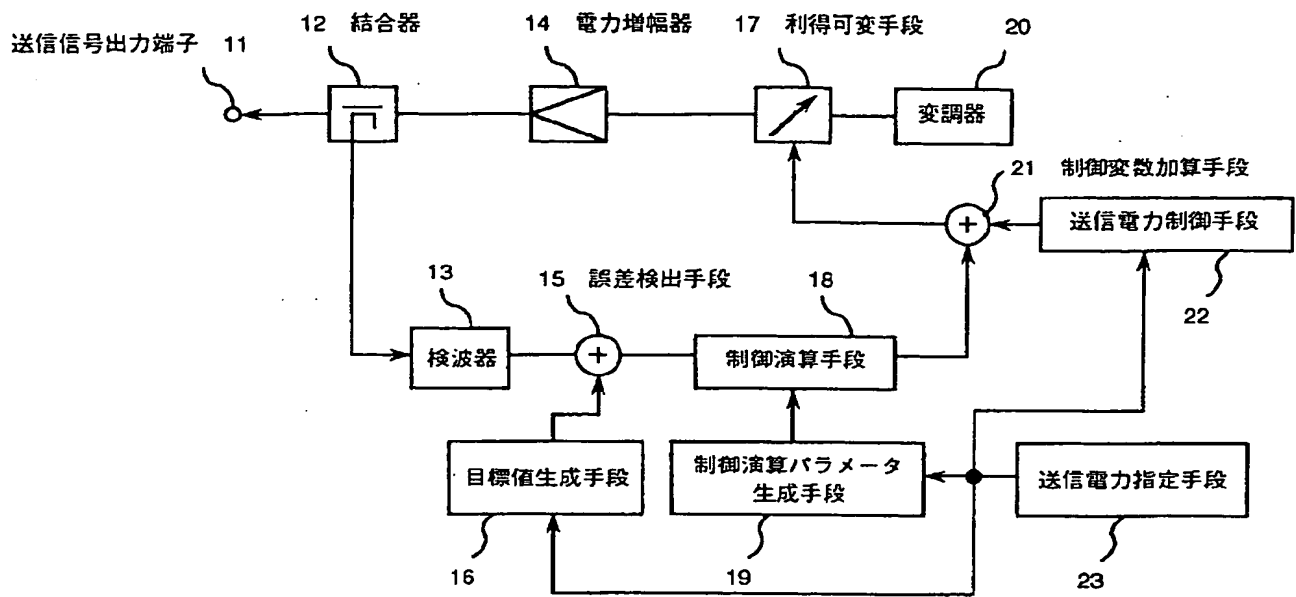 送信信号出力端子 11
12 結合器
14 電力増幅器
17 利得可変手段
20
変調器
21 制御変数加算手段
送信電力制御手段
22
13
15 誤差検出手段
18
検波器
+
+
制御演算手段
目標値生成手段
制御演算パラメータ
生成手段
送信電力指定手段
16
19
23